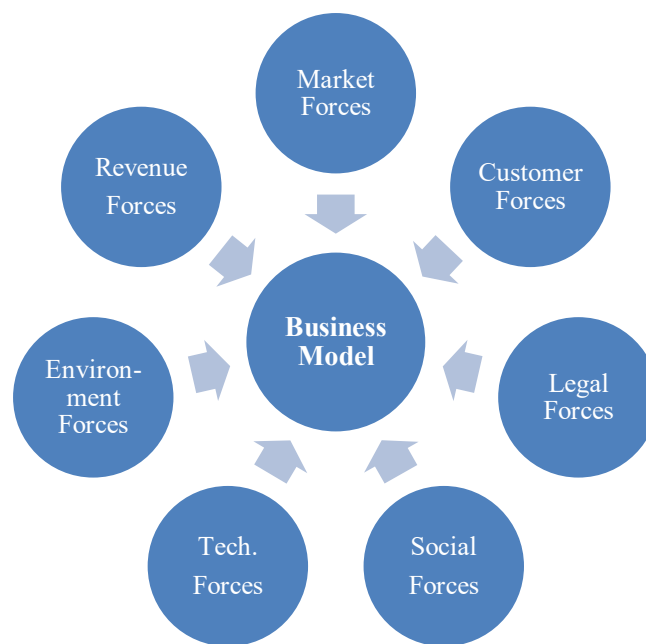 Market
Forces
Customer
Forces
Legal
Forces
Social
Forces
Tech.
Forces
Environ-
ment
Forces
Revenue
Forces
Business
Model